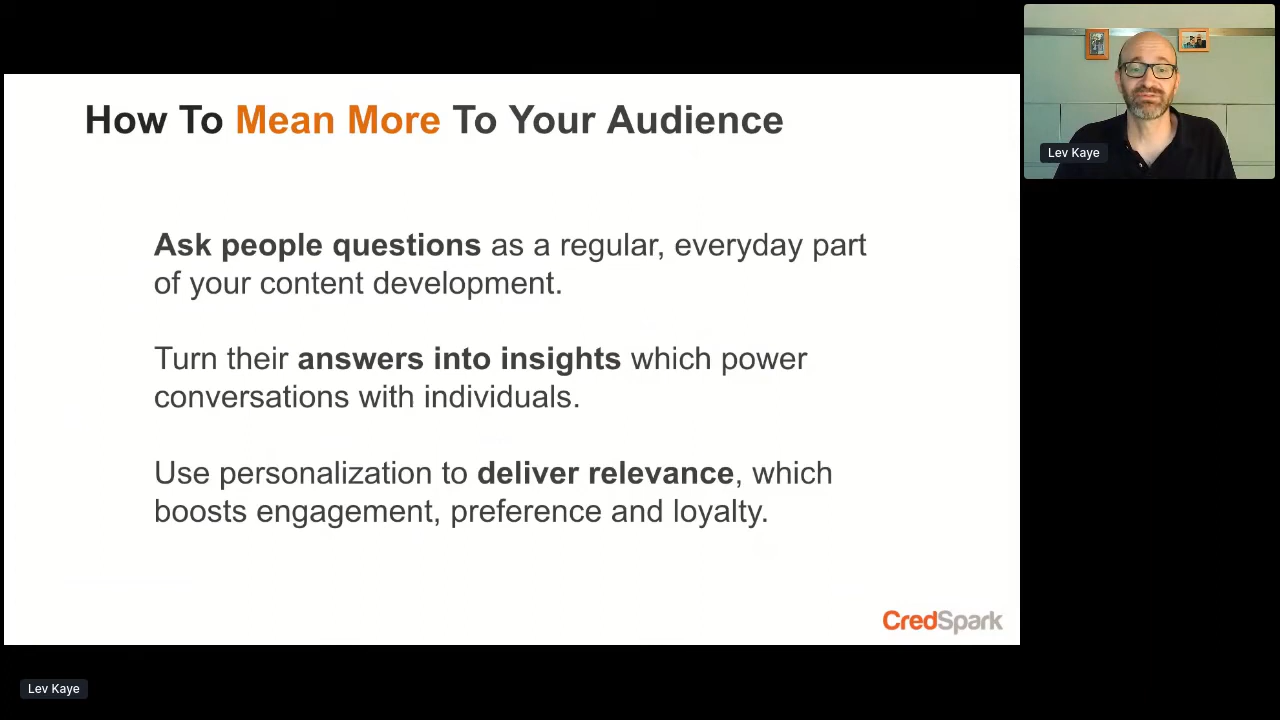 How To Mean More To Your Audience
Ask people questions as a regular, everyday part
of your content development.
Turn their answers into insights which power
conversations with individuals.
Use personalization to deliver relevance, which
boosts engagement, preference and loyalty.
CredSpark
Lev Kaye
Lev Kaye